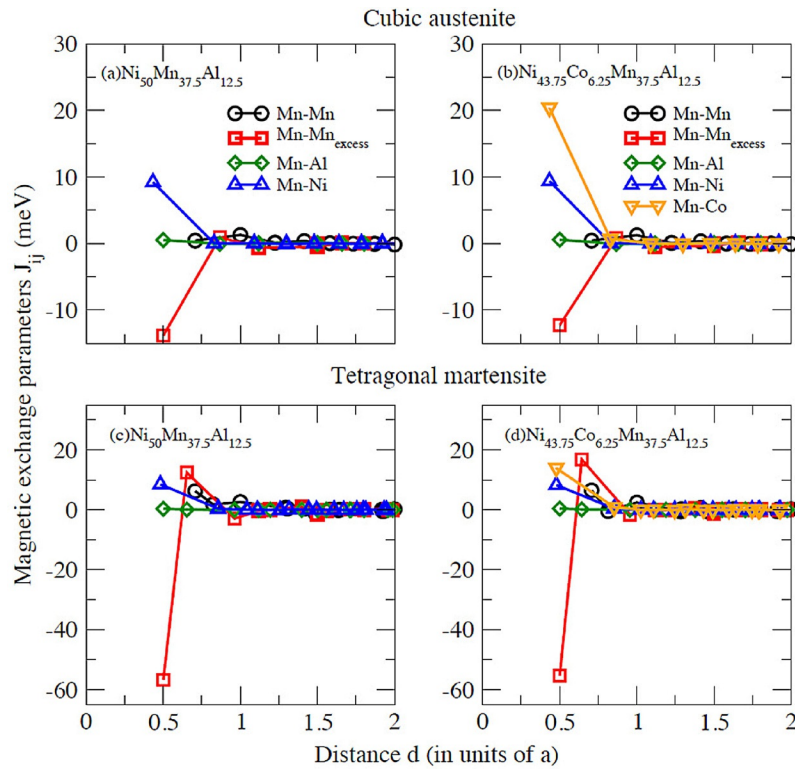 Cubic austenite
(a)Ni50Mn37.5Al12.5
(b)Ni43.75Co6.25Mn37.5Al12.5
30
20
10
0
-10
Mn-Mn
Mn-Mnexcess
Mn-Al
Mn-Ni
30
20
10
0
-10
Mn-Mn
Mn-Mnexcess
Mn-Al
Mn-Ni
Mn-Co
Magnetic exchange parameters Jij (meV)
Tetragonal martensite
(c)Ni50Mn37.5Al12.5
(d)Ni43.75Co6.25Mn37.5Al12.5
20
0
-20
-40
-60
20
0
-20
-40
-60
0 0.5 1 1.5 2
0 0.5 1 1.5 2
Distance d (in units of a)